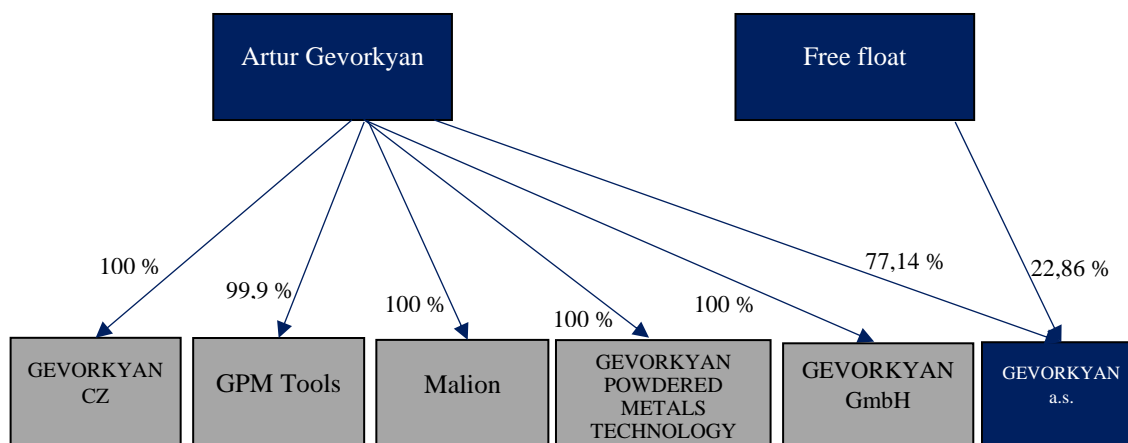 Artur Gevorkyan
Free float
100 %
99,9 %
100 %
100 %
100 %
77,14 %
22,86 %
GEVORKYAN
CZ
GPM Tools
Malion
GEVORKYAN
POWDERED
METALS
TECHNOLOGY
GEVORKYAN
GmbH
GEVORKYAN
a.s.